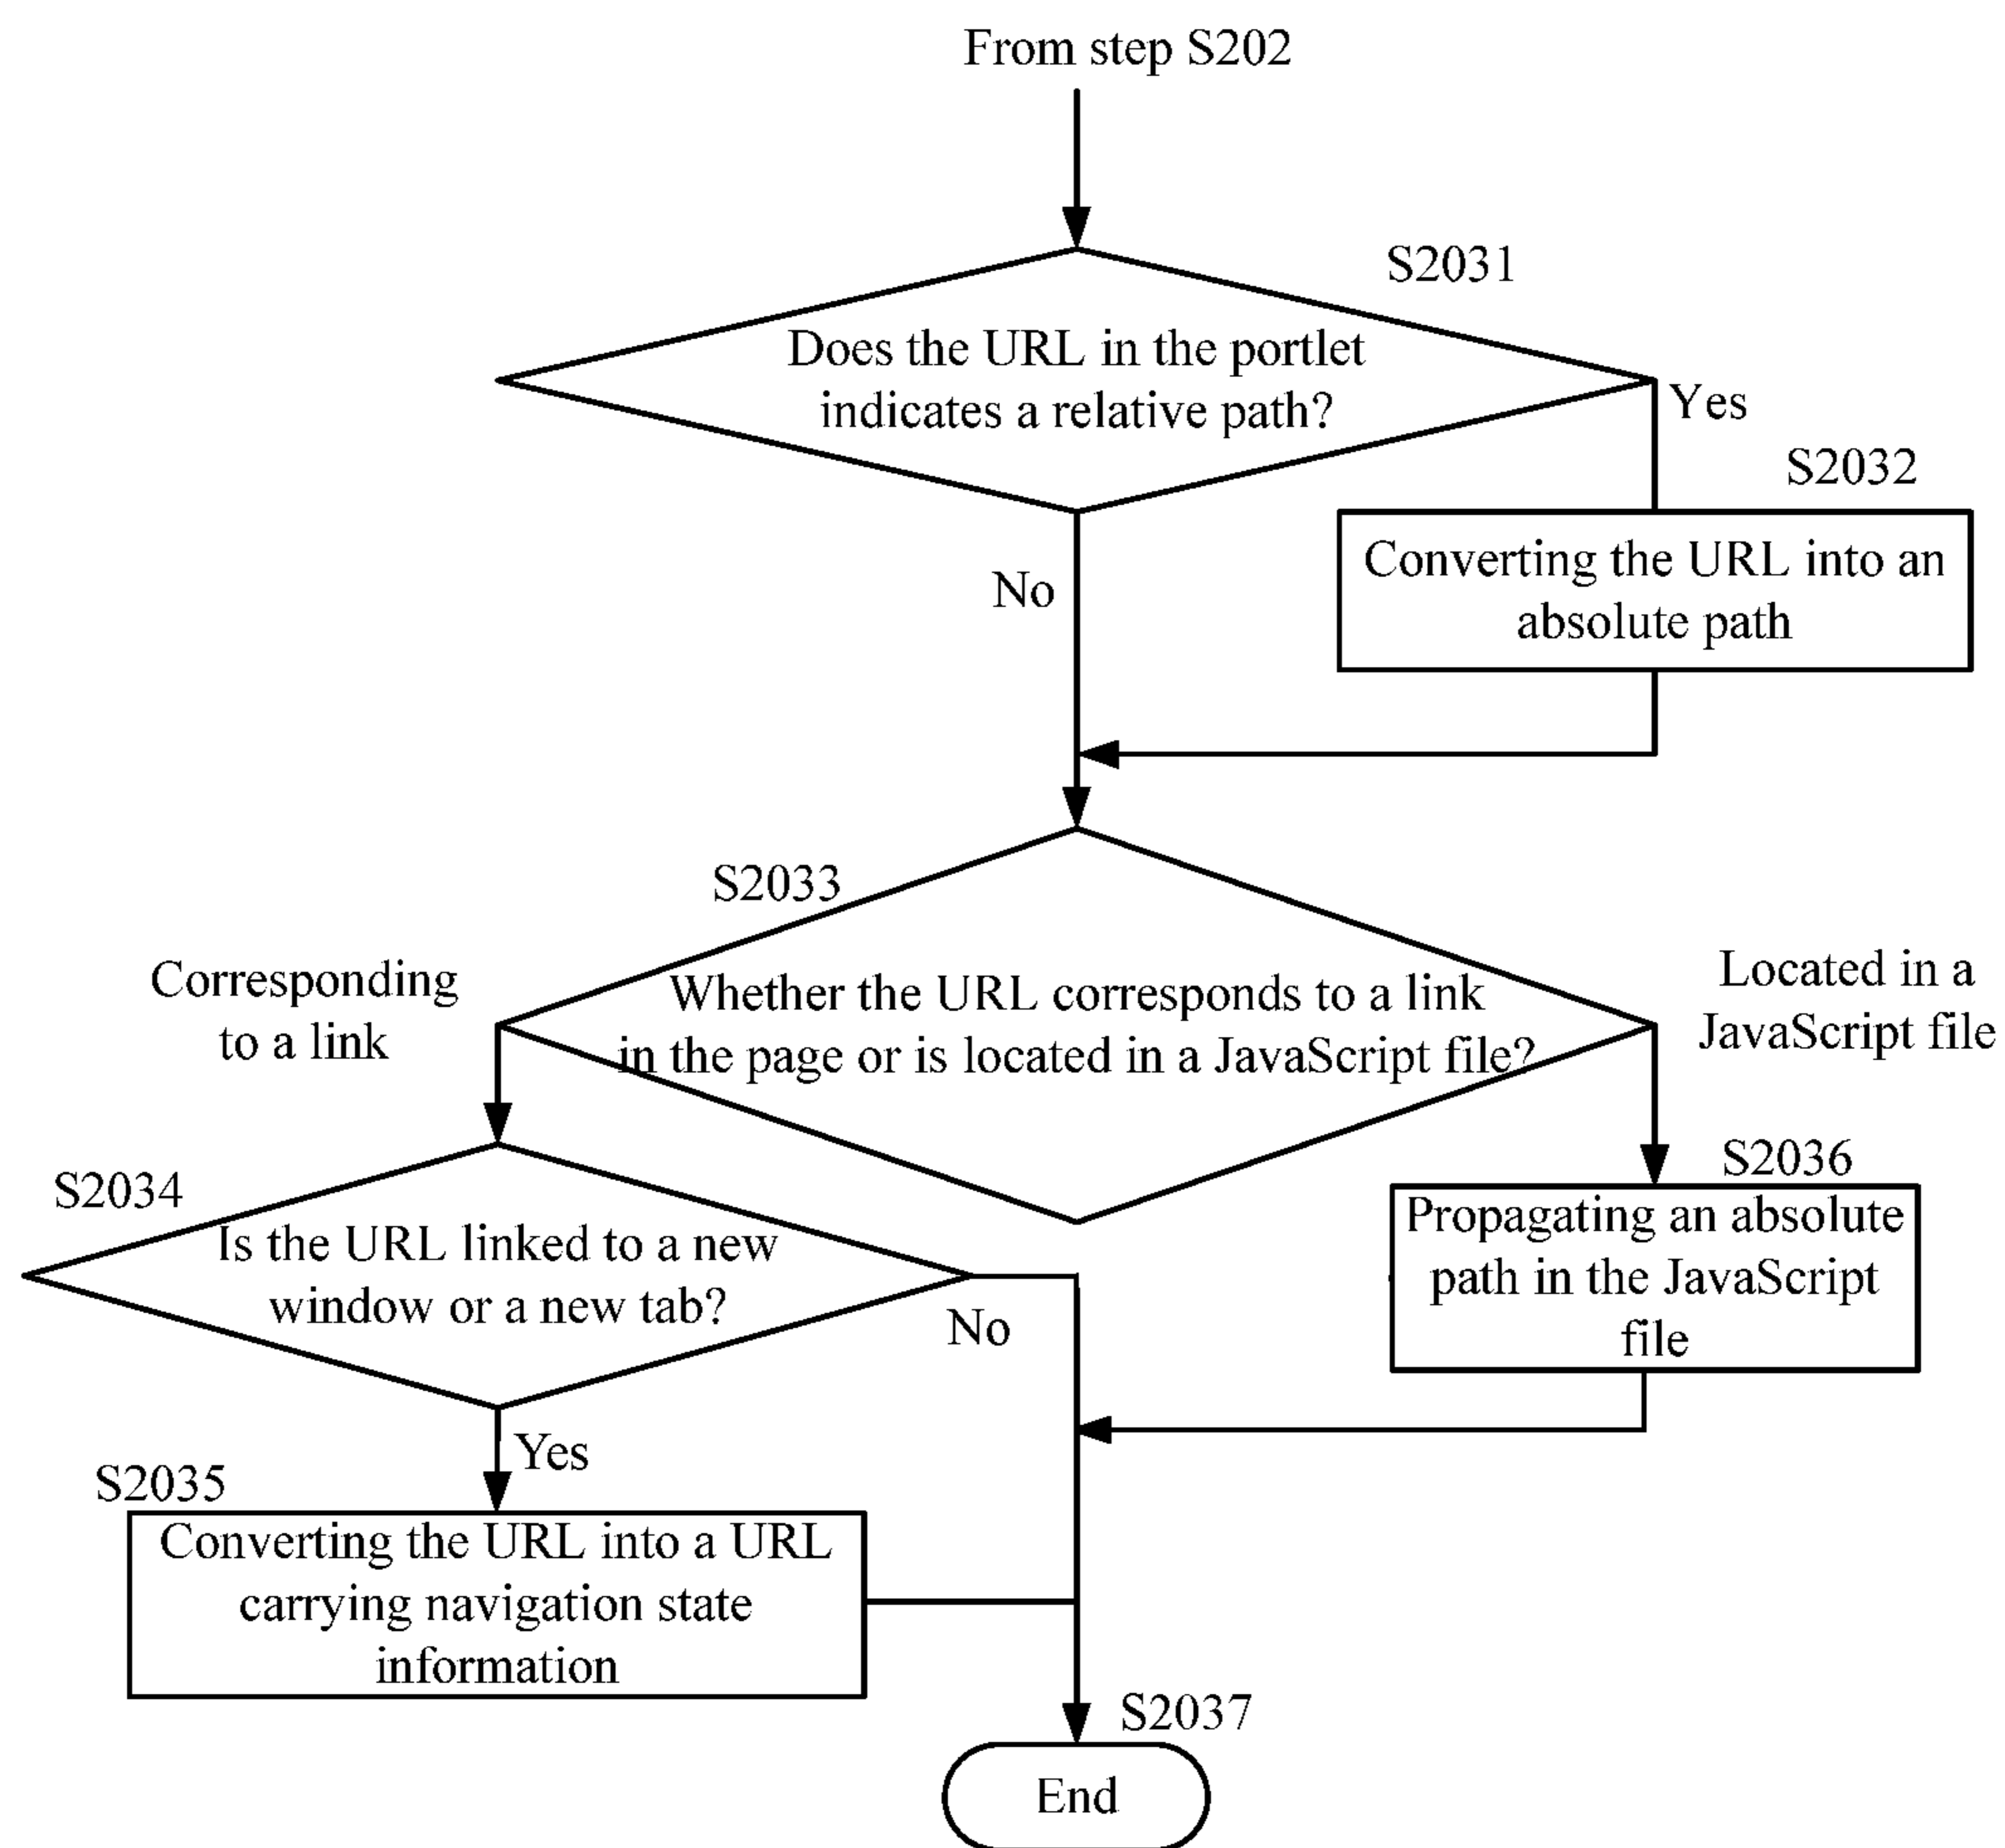 From step S202
S2031
Does the URL in the portlet
indicates a relative path?
Yes
S2032
Converting the URL into an
absolute path
No
S2033
Corresponding
to a link
Whether the URL corresponds to a link
in the page or is located in a JavaScript file?
Located in a
JavaScript file
S2034
Is the URL linked to a new
window or a new tab?
No
S2036
Propagating an absolute
path in the JavaScript
file
Yes
S2035
Converting the URL into a URL
carrying navigation state
information
S2037
End